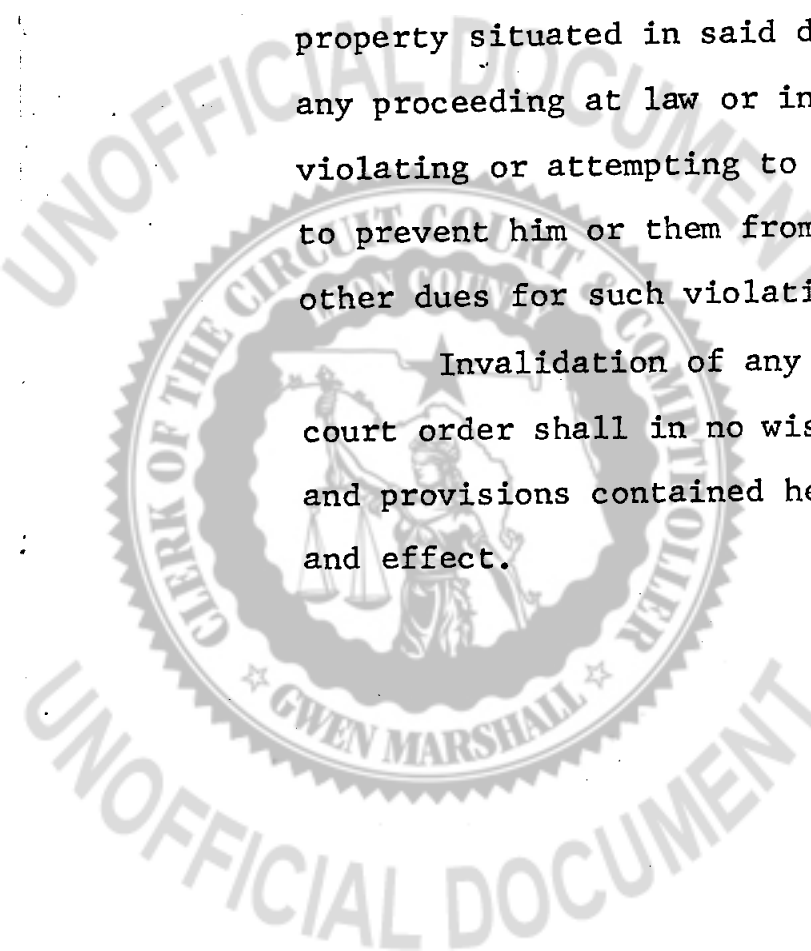 UNOFFICIAL DOCUMENT
property situated in said d
any proceeding at law or in
violating or attempting to
to prevent him or them from
other dues for such violati
Invalidation of any
court order shall in no wis
and provisions contained he
and effect.
CLERK OF THE CIRCUIT COURT & COMPTROLLER
LEON COUNTY
GWEN MARSHALL
UNOFFICIAL DOCUMENT